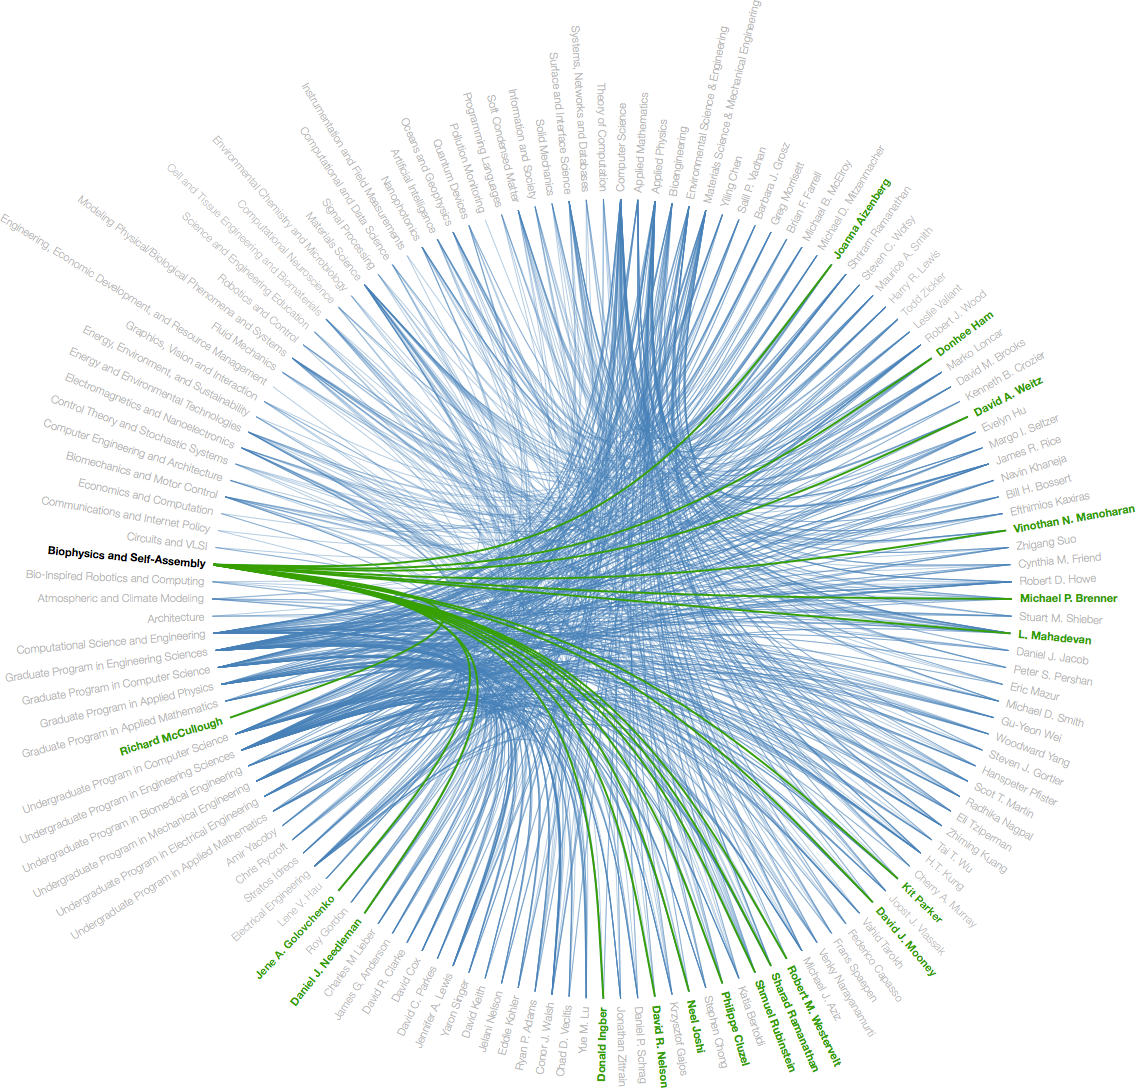 Theory of Computation
Computer Science
Applied Mathematics
Applied Physics
Bioengineering
Environmental Science & Engineering
Materials Science & Mechanical Engineering
Yiling Chen
Salil P. Vadhan
Barbara J. Grosz
Greg Morrisett
Brian F. Farrell
Michael B. McElroy
Michael D. Mitzenmacher
Joanna Aizenberg
Shriram Ramanathan
Steven C. Wofsy
Maurice A. Smith
Harry R. Lewis
Todd Zickler
Leslie Valiant
Robert J. Wood
Donhee Ham
Marko Loncar
David M. Brooks
Kenneth B. Crozier
David A. Weitz
Evelyn Hu
Margo I. Seltzer
James R. Rice
Navin Khaneja
Bill H. Bossert
Efthimios Kaxiras
Vinothan N. Manoharan
Zhigang Suo
Cynthia M. Friend
Robert D. Howe
Michael P. Brenner
Stuart M. Shieber
L. Mahadevan
Daniel J. Jacob
Peter S. Pershan
Eric Mazur
Michael D. Smith
Gu-Yeon Wei
Woodward Yang
Steven J. Gortler
Hanspeter Pfister
Scot T. Martin
Radhika Nagpal
Eli Tziperman
Zhiming Kuang
Tai T. Wu
H.T. Kung
Cherry A. Murray
Kit Parker
Joost J. Vlassak
David J. Mooney
Vahid Tarokh
Federico Capasso
Frans Spaepen
Venky Narayanamurti
Michael J. Aziz
Robert M. Westervelt
Sharad Ramanathan
Shmuel Rubinstein
Katia Bertoldi
Philippe Cluzel
Stephen Chong
Neel Joshi
Krzysztof Gajos
David R. Nelson
Daniel P. Schrag
Jonathan Zittrain
Donald Ingber
Yue M. Lu
Chad D. Vecitis
Conor J. Walsh
Ryan P. Adams
Eddie Kohler
Jelani Nelson
David Keith
Yaron Singer
Jennifer A. Lewis
David C. Parkes
David Cox
David R. Clarke
James G. Anderson
Charles M Lieber
Daniel J. Needleman
Roy Gordon
Jene A. Golovchenko
Lene V. Hau
Electrical Engineering
Stratos Idreos
Chris Rycroft
Amir Yacoby
Undergraduate Program in Applied Mathematics
Undergraduate Program in Electrical Engineering
Undergraduate Program in Mechanical Engineering
Undergraduate Program in Biomedical Engineering
Undergraduate Program in Engineering Sciences
Undergraduate Program in Computer Science
Richard McCullough
Graduate Program in Applied Mathematics
Graduate Program in Applied Physics
Graduate Program in Computer Science
Graduate Program in Engineering Sciences
Computational Science and Engineering
Architecture
Atmospheric and Climate Modeling
Bio-Inspired Robotics and Computing
Biophysics and Self-Assembly
Circuits and VLSI
Communications and Internet Policy
Economics and Computation
Biomechanics and Motor Control
Computer Engineering and Architecture
Control Theory and Stochastic Systems
Electromagnetics and Nanoelectronics
Energy and Environmental Technologies
Energy, Environment, and Sustainability
Graphics, Vision and Interaction
Engineering, Economic Development, and Resource Management
Fluid Mechanics
Modeling Physical/Biological Phenomena and Systems
Robotics and Control
Science and Engineering Education
Cell and Tissue Engineering and Biomaterials
Computational Neuroscience
Environmental Chemistry and Microbiology
Materials Science
Signal Processing
Computational and Data Science
Instrumentation and Field Measurements
Nanophotonics
Artificial Intelligence
Oceans and Geophysics
Quantum Devices
Pollution Monitoring
Programming Languages
Soft Condensed Matter
Information and Society
Solid Mechanics
Surface and Interface Science
Systems, Networks and Databases